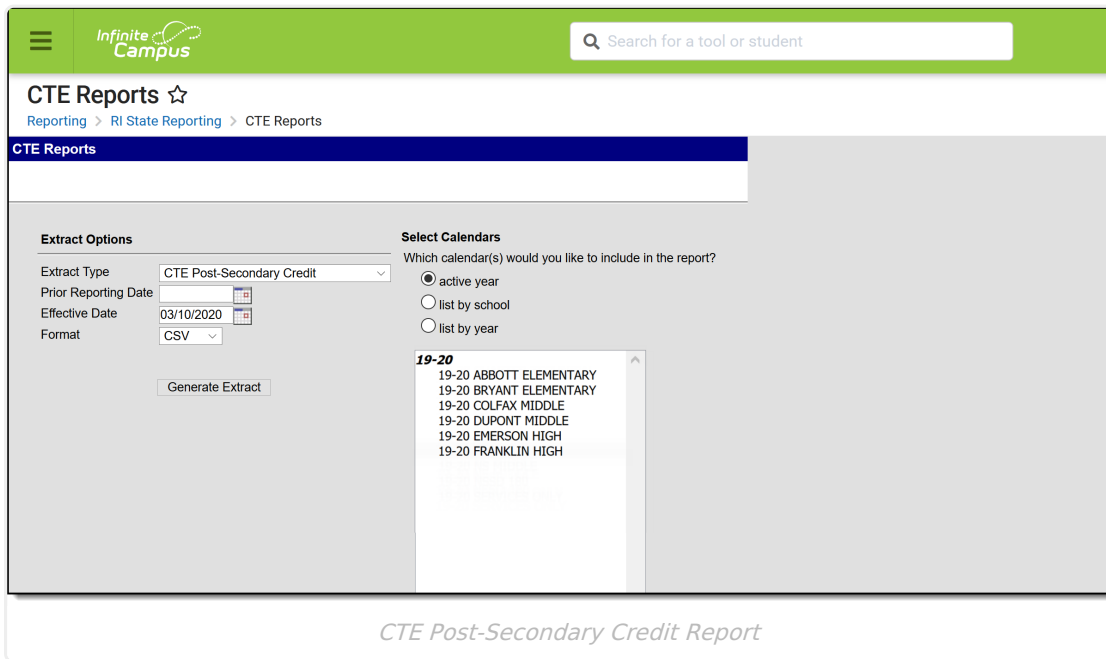 Infinite
Campus
Search for a tool or student
CTE Reports
Reporting > RI State Reporting > CTE Reports
CTE Reports
Extract Options
Extract Type
CTE Post-Secondary Credit
Prior Reporting Date
Effective Date
03/10/2020
Format
CSV
Generate Extract
Select Calendars
Which calendar(s) would you like to include in the report?
active year
list by school
list by year
19-20
19-20 ABBOTT ELEMENTARY
19-20 BRYANT ELEMENTARY
19-20 COLFAX MIDDLE
19-20 DUPONT MIDDLE
19-20 EMERSON HIGH
19-20 FRANKLIN HIGH
CTE Post-Secondary Credit Report